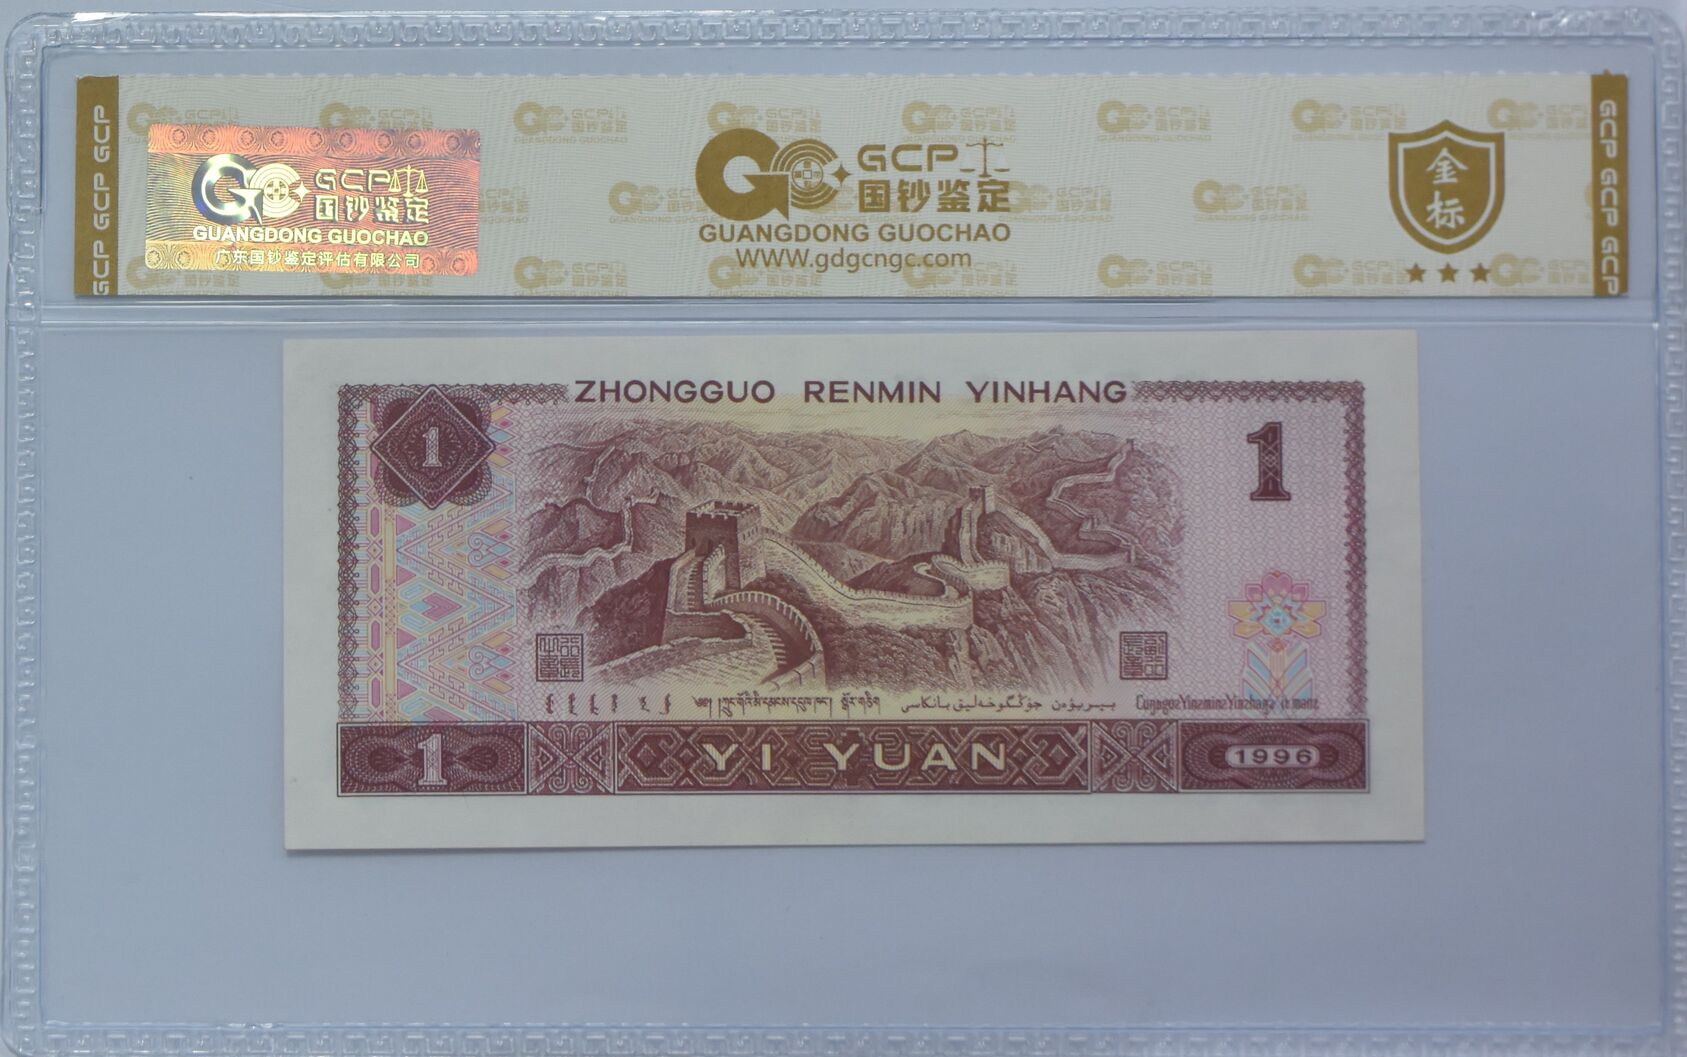 GCP 国钞鉴定
GUANGDONG GUOCHAO
广东国钞鉴定评估有限公司
GCP 国钞鉴定
GUANGDONG GUOCHAO
WWW.gdgcngc.com
金标
GCP GCP GCP
GCP GCP GCP
ZHONGGUO RENMIN YINHANG
1
1
1
YI YUAN
1996